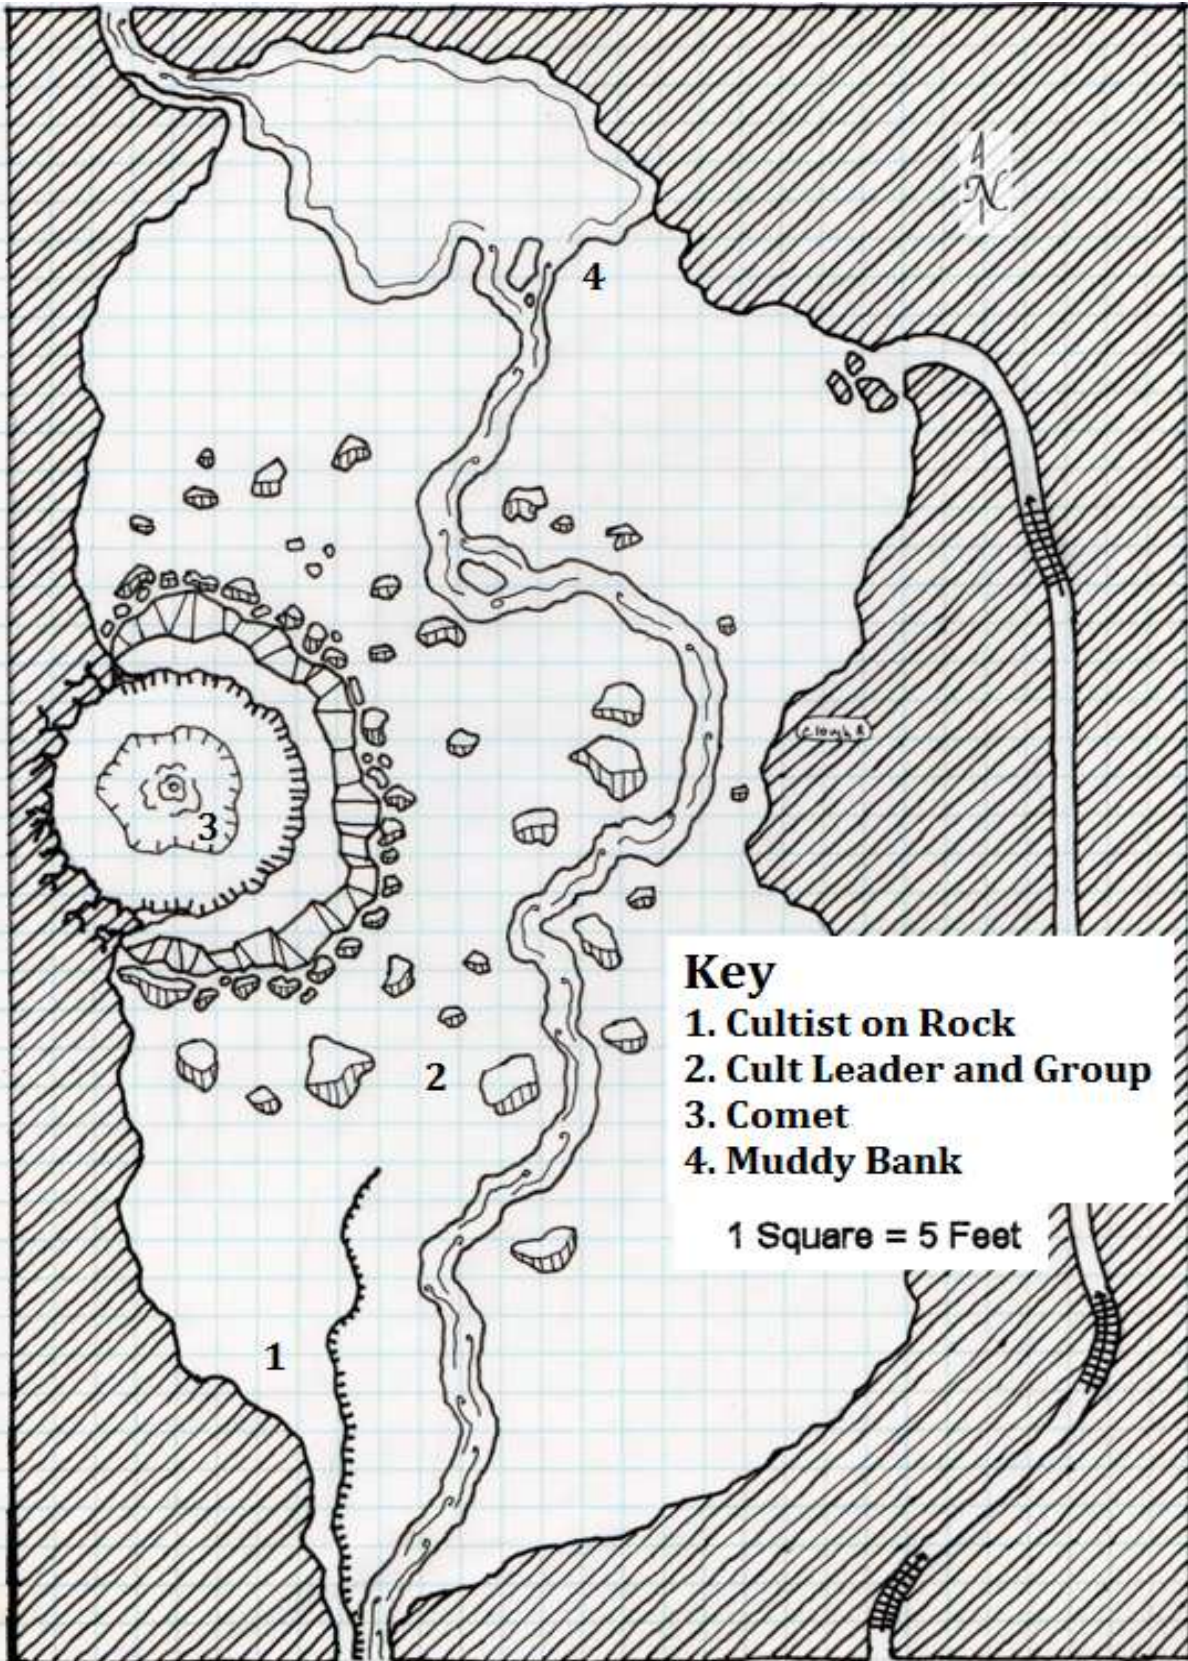 N
4
3
2
1
Key
1. Cultist on Rock
2. Cult Leader and Group
3. Comet
4. Muddy Bank
1 Square = 5 Feet